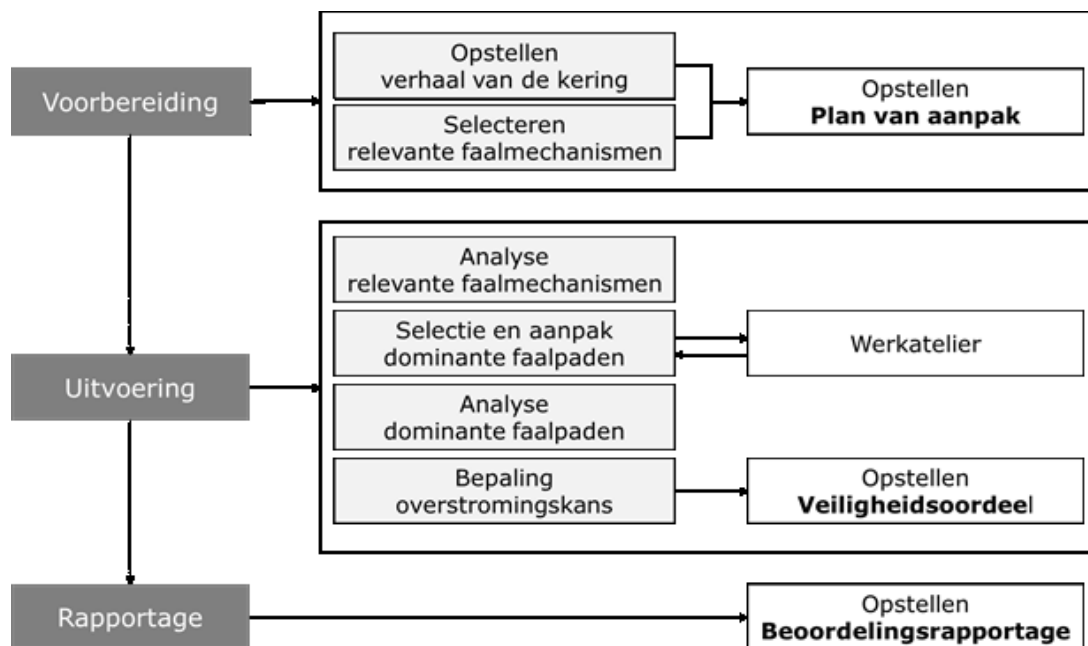 Voorbereiding
Opstellen
verhaal van de kering
Selecteren
relevante faalmechanismen
Opstellen
Plan van aanpak
Uitvoering
Analyse
relevante faalmechanismen
Selectie en aanpak
dominante faalpaden
Werkatelier
Analyse
dominante faalpaden
Bepaling
overstromingskans
Opstellen
Veiligheidsoordeel
Rapportage
Opstellen
Beoordelingsrapportage